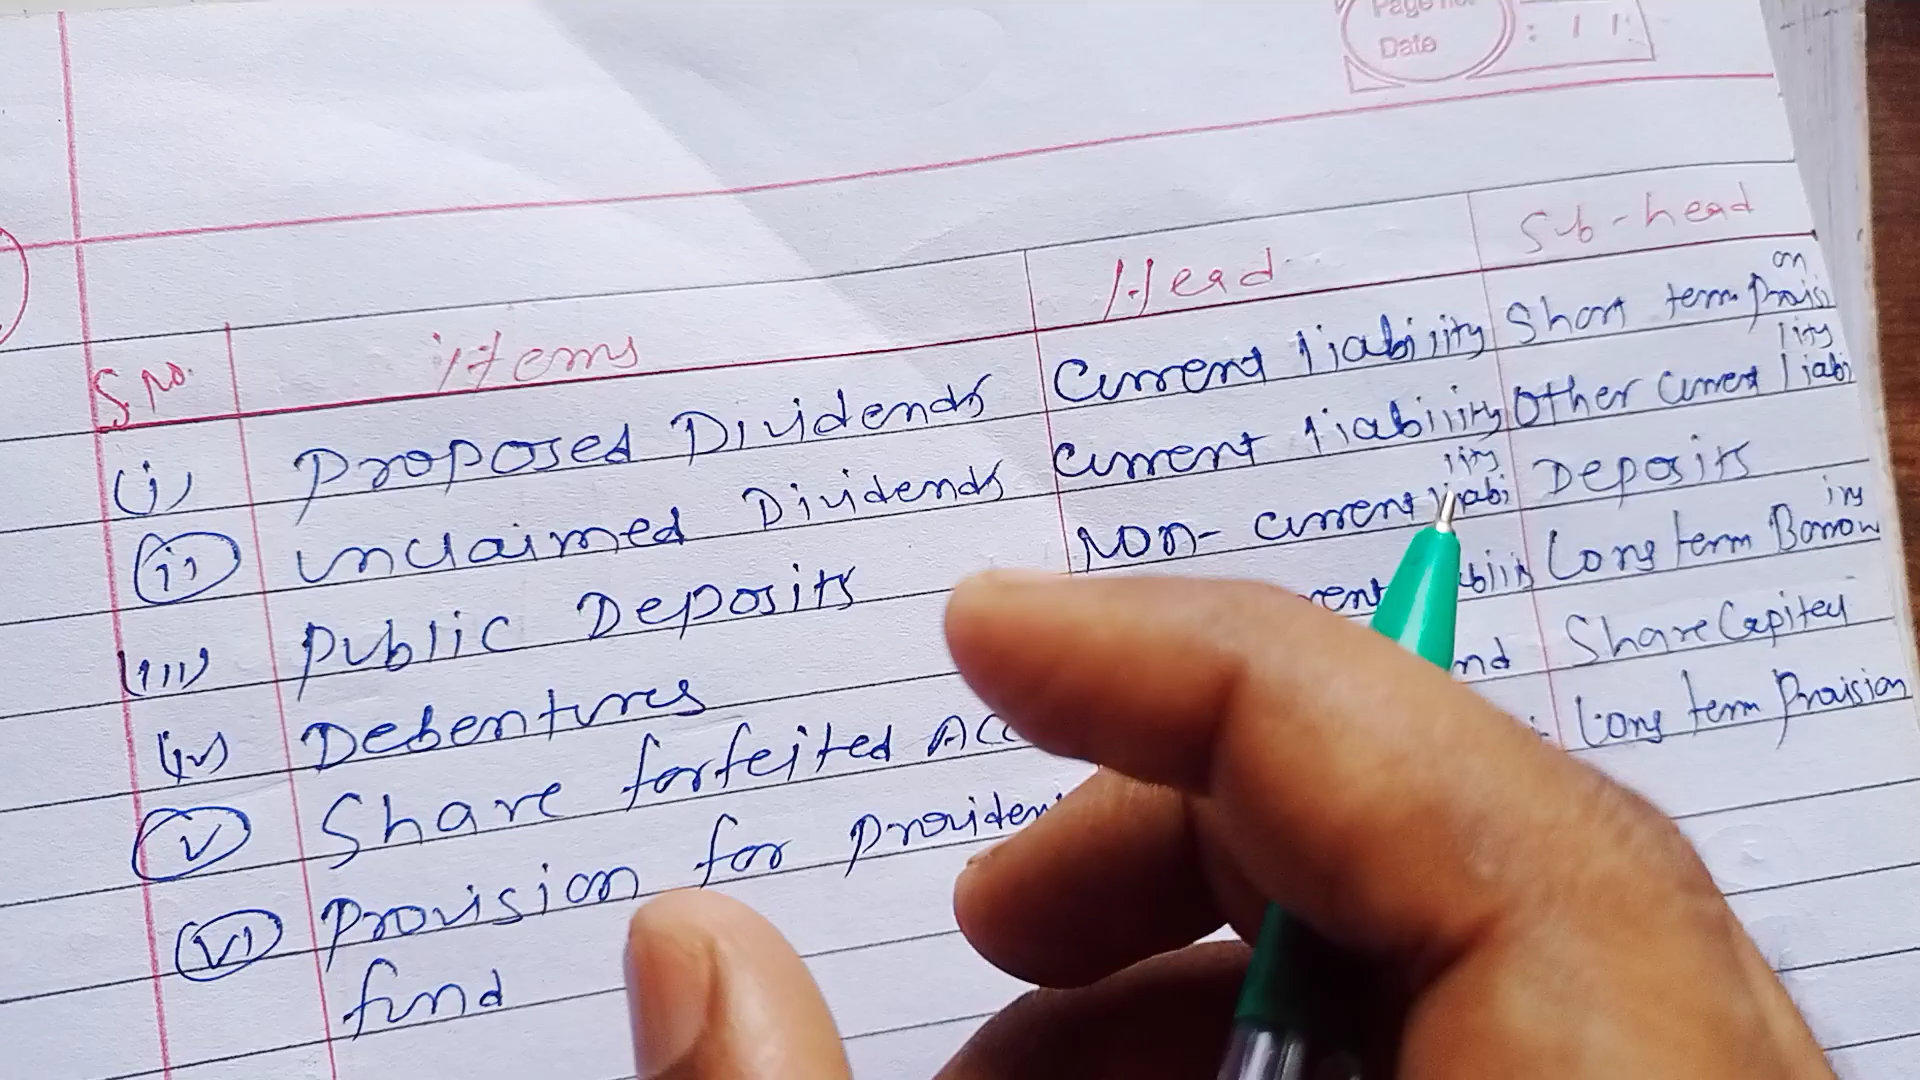 Page no.
Date : / /
S.No. Items Head Sub-head
(i) Proposed Dividends Current liability Short term Provision
(ii) Unclaimed Dividends Current liability Other Current liability
(iii) Public Deposits Non-Current liability Deposits
(iv) Debentures Long term Borrowing
(v) Share forfeited Share Capital
(vi) Provision for Long term Provision
fund